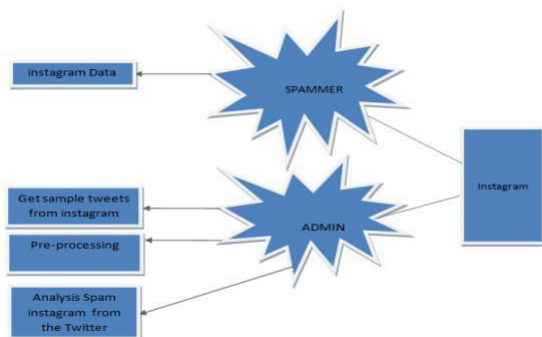 Instagram Data
SPAMMER
instagram
Get sample tweets
from instagram
ADMIN
Pre-processing
Analysis Spam
instagram from
the Twitter